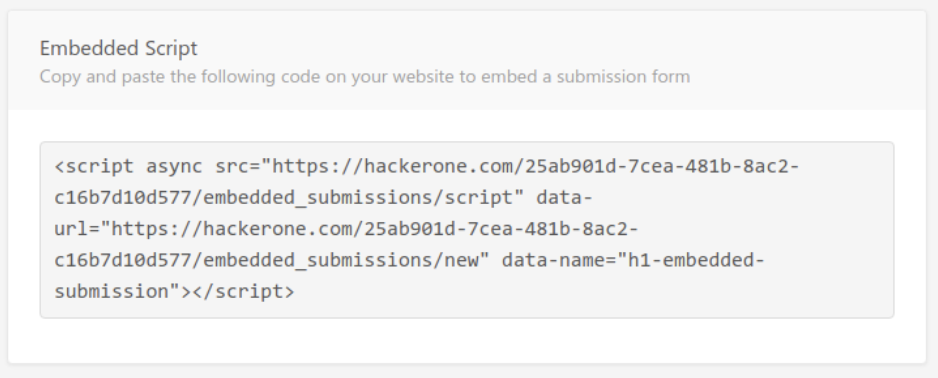 Embedded Script
Copy and paste the following code on your website to embed a submission form
<script async src="https://hackerone.com/25ab901d-7cea-481b-8ac2-
c16b7d10d577/embedded_submissions/script" data-
url="https://hackerone.com/25ab901d-7cea-481b-8ac2-
c16b7d10d577/embedded_submissions/new" data-name="h1-embedded-
submission"></script>